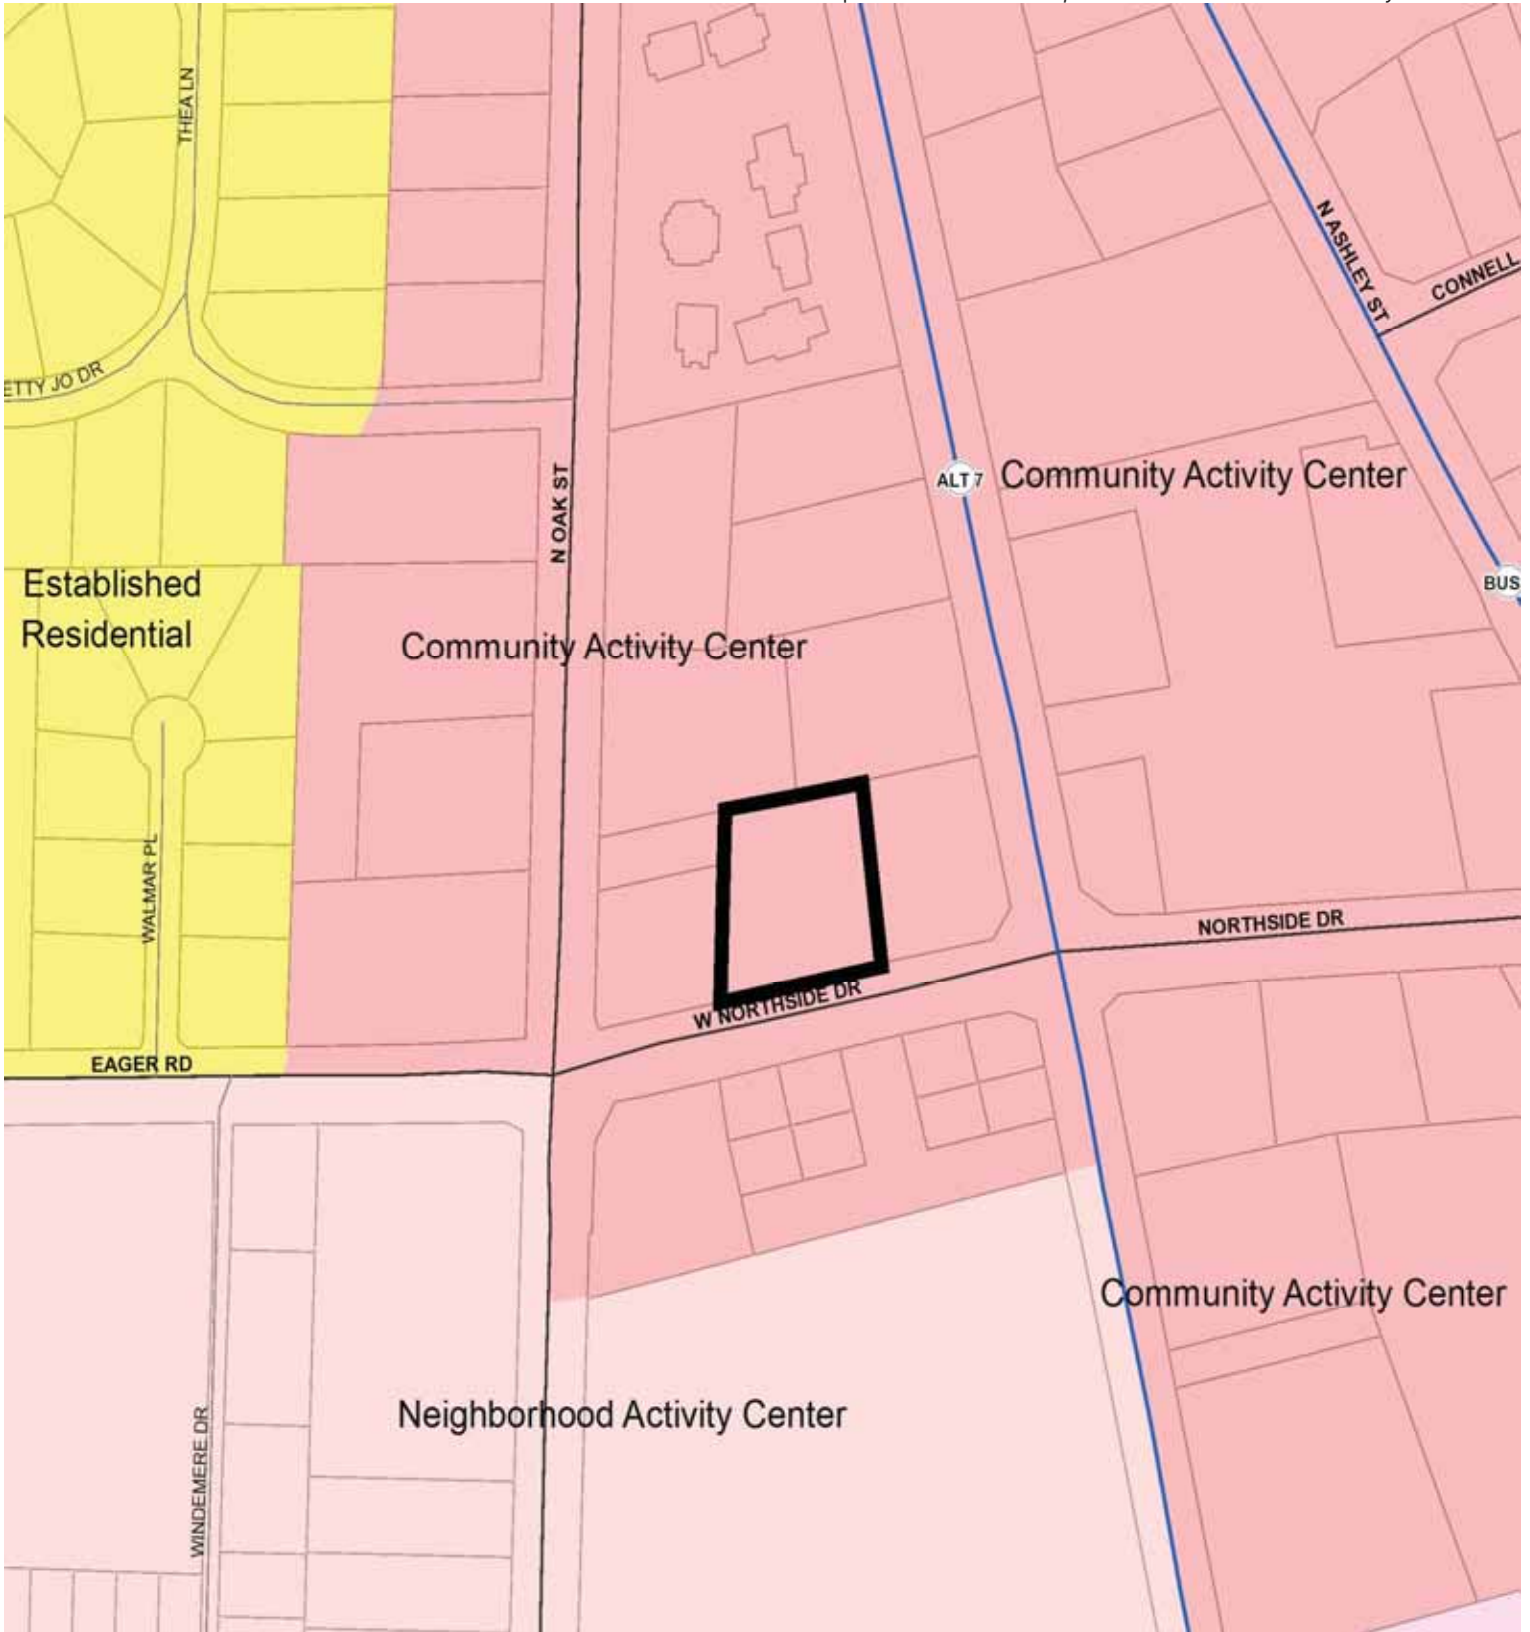 THEA LN
N ASHLEY ST
CONNELL
ETTY JO DR
N OAK ST
ALT 7
Community Activity Center
BUS
Established
Residential
Community Activity Center
WALMAR PL
NORTHSIDE DR
W NORTHSIDE DR
EAGER RD
Community Activity Center
Neighborhood Activity Center
WINDEMERE DR